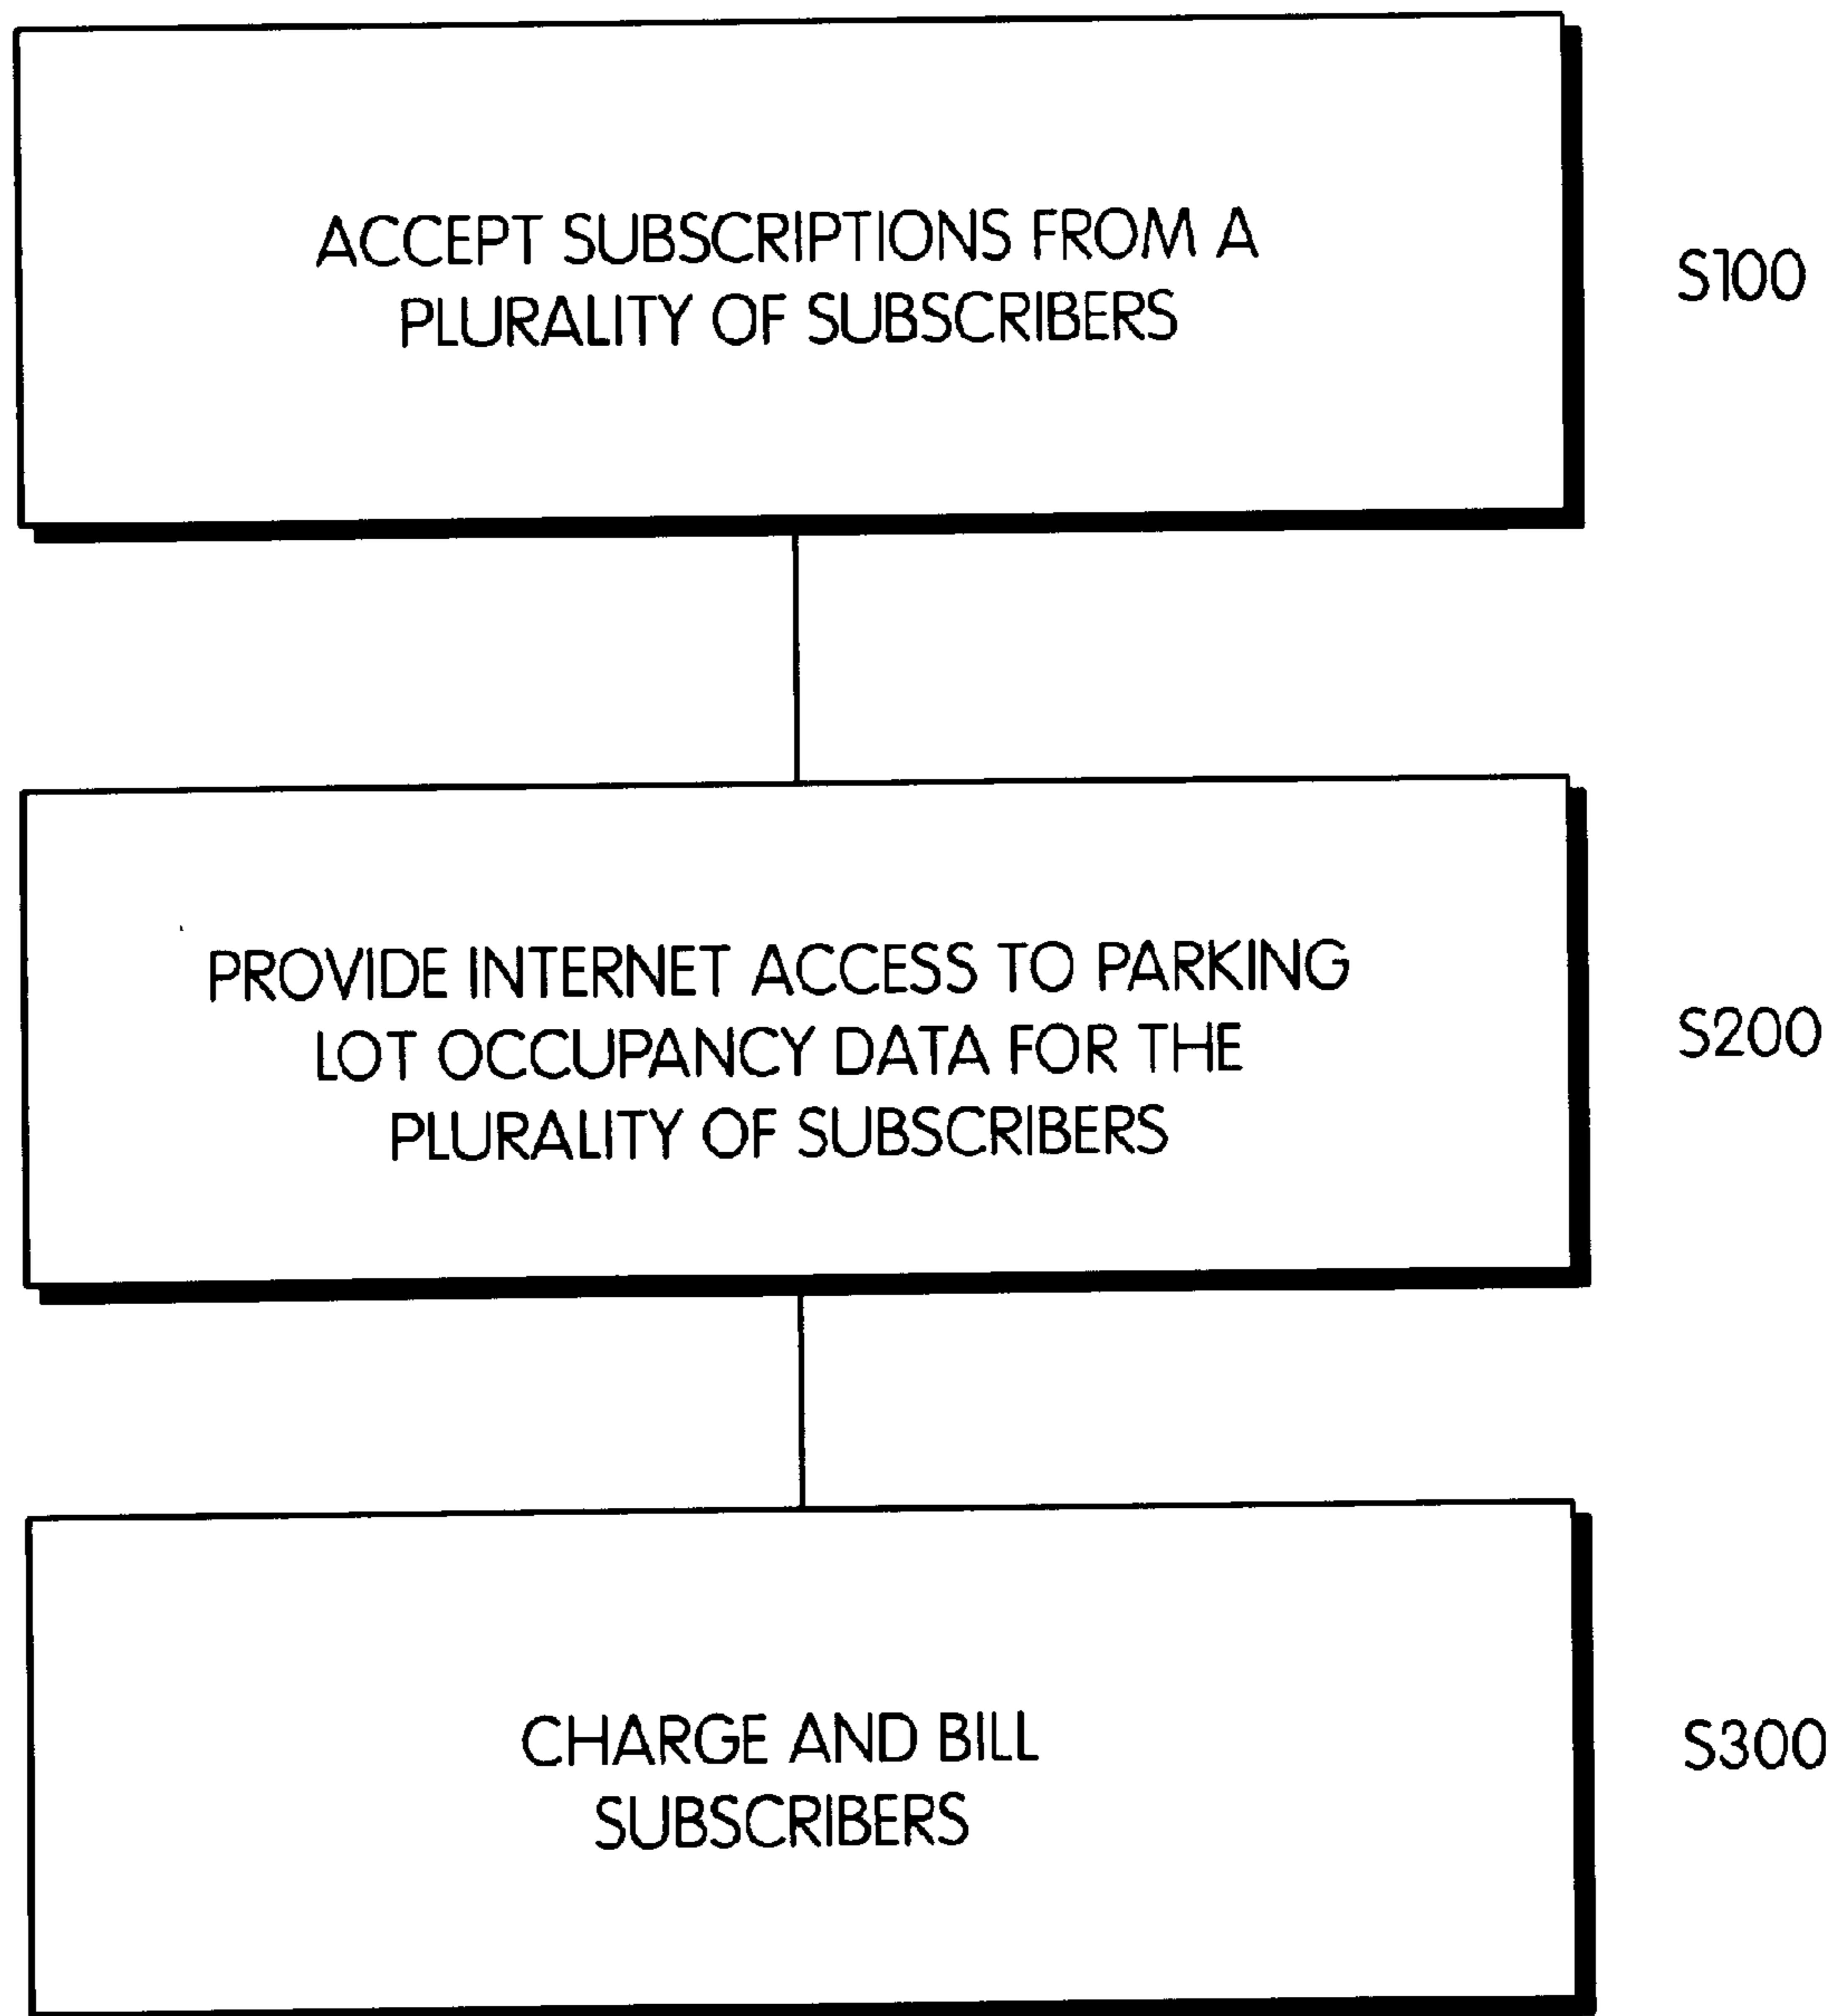 ACCEPT SUBSCRIPTIONS FROM A
PLURALITY OF SUBSCRIBERS
S100
PROVIDE INTERNET ACCESS TO PARKING
LOT OCCUPANCY DATA FOR THE
PLURALITY OF SUBSCRIBERS
S200
CHARGE AND BILL
SUBSCRIBERS
S300